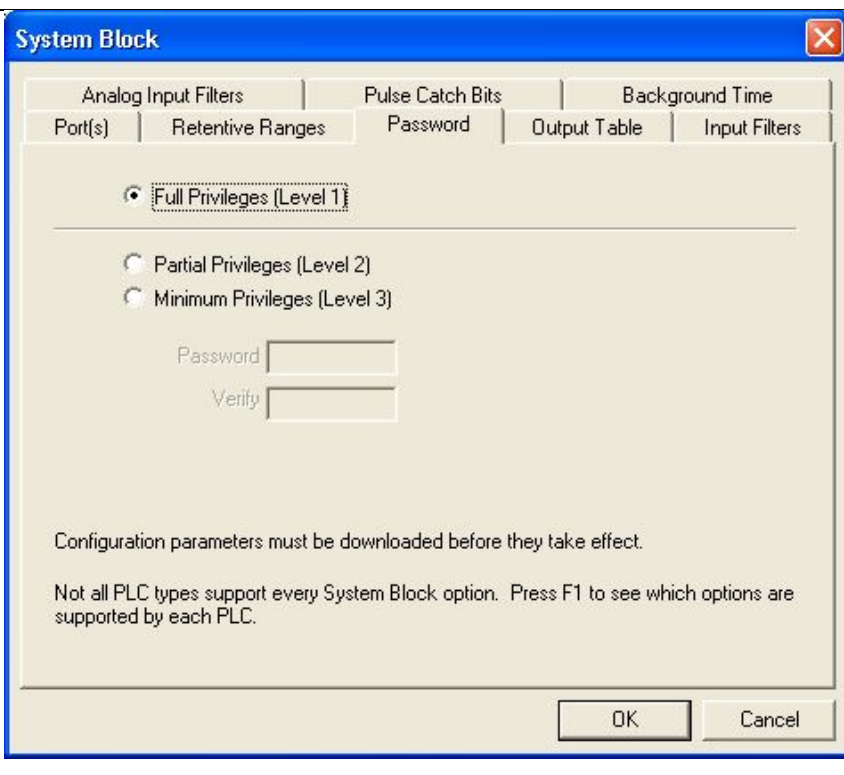 System Block
Analog Input Filters
Pulse Catch Bits
Background Time
Port(s)
Retentive Ranges
Password
Output Table
Input Filters
Full Privileges (Level 1)
Partial Privileges (Level 2)
Minimum Privileges (Level 3)
Password
Verify
Configuration parameters must be downloaded before they take effect.
Not all PLC types support every System Block option. Press F1 to see which options are
supported by each PLC.
OK
Cancel